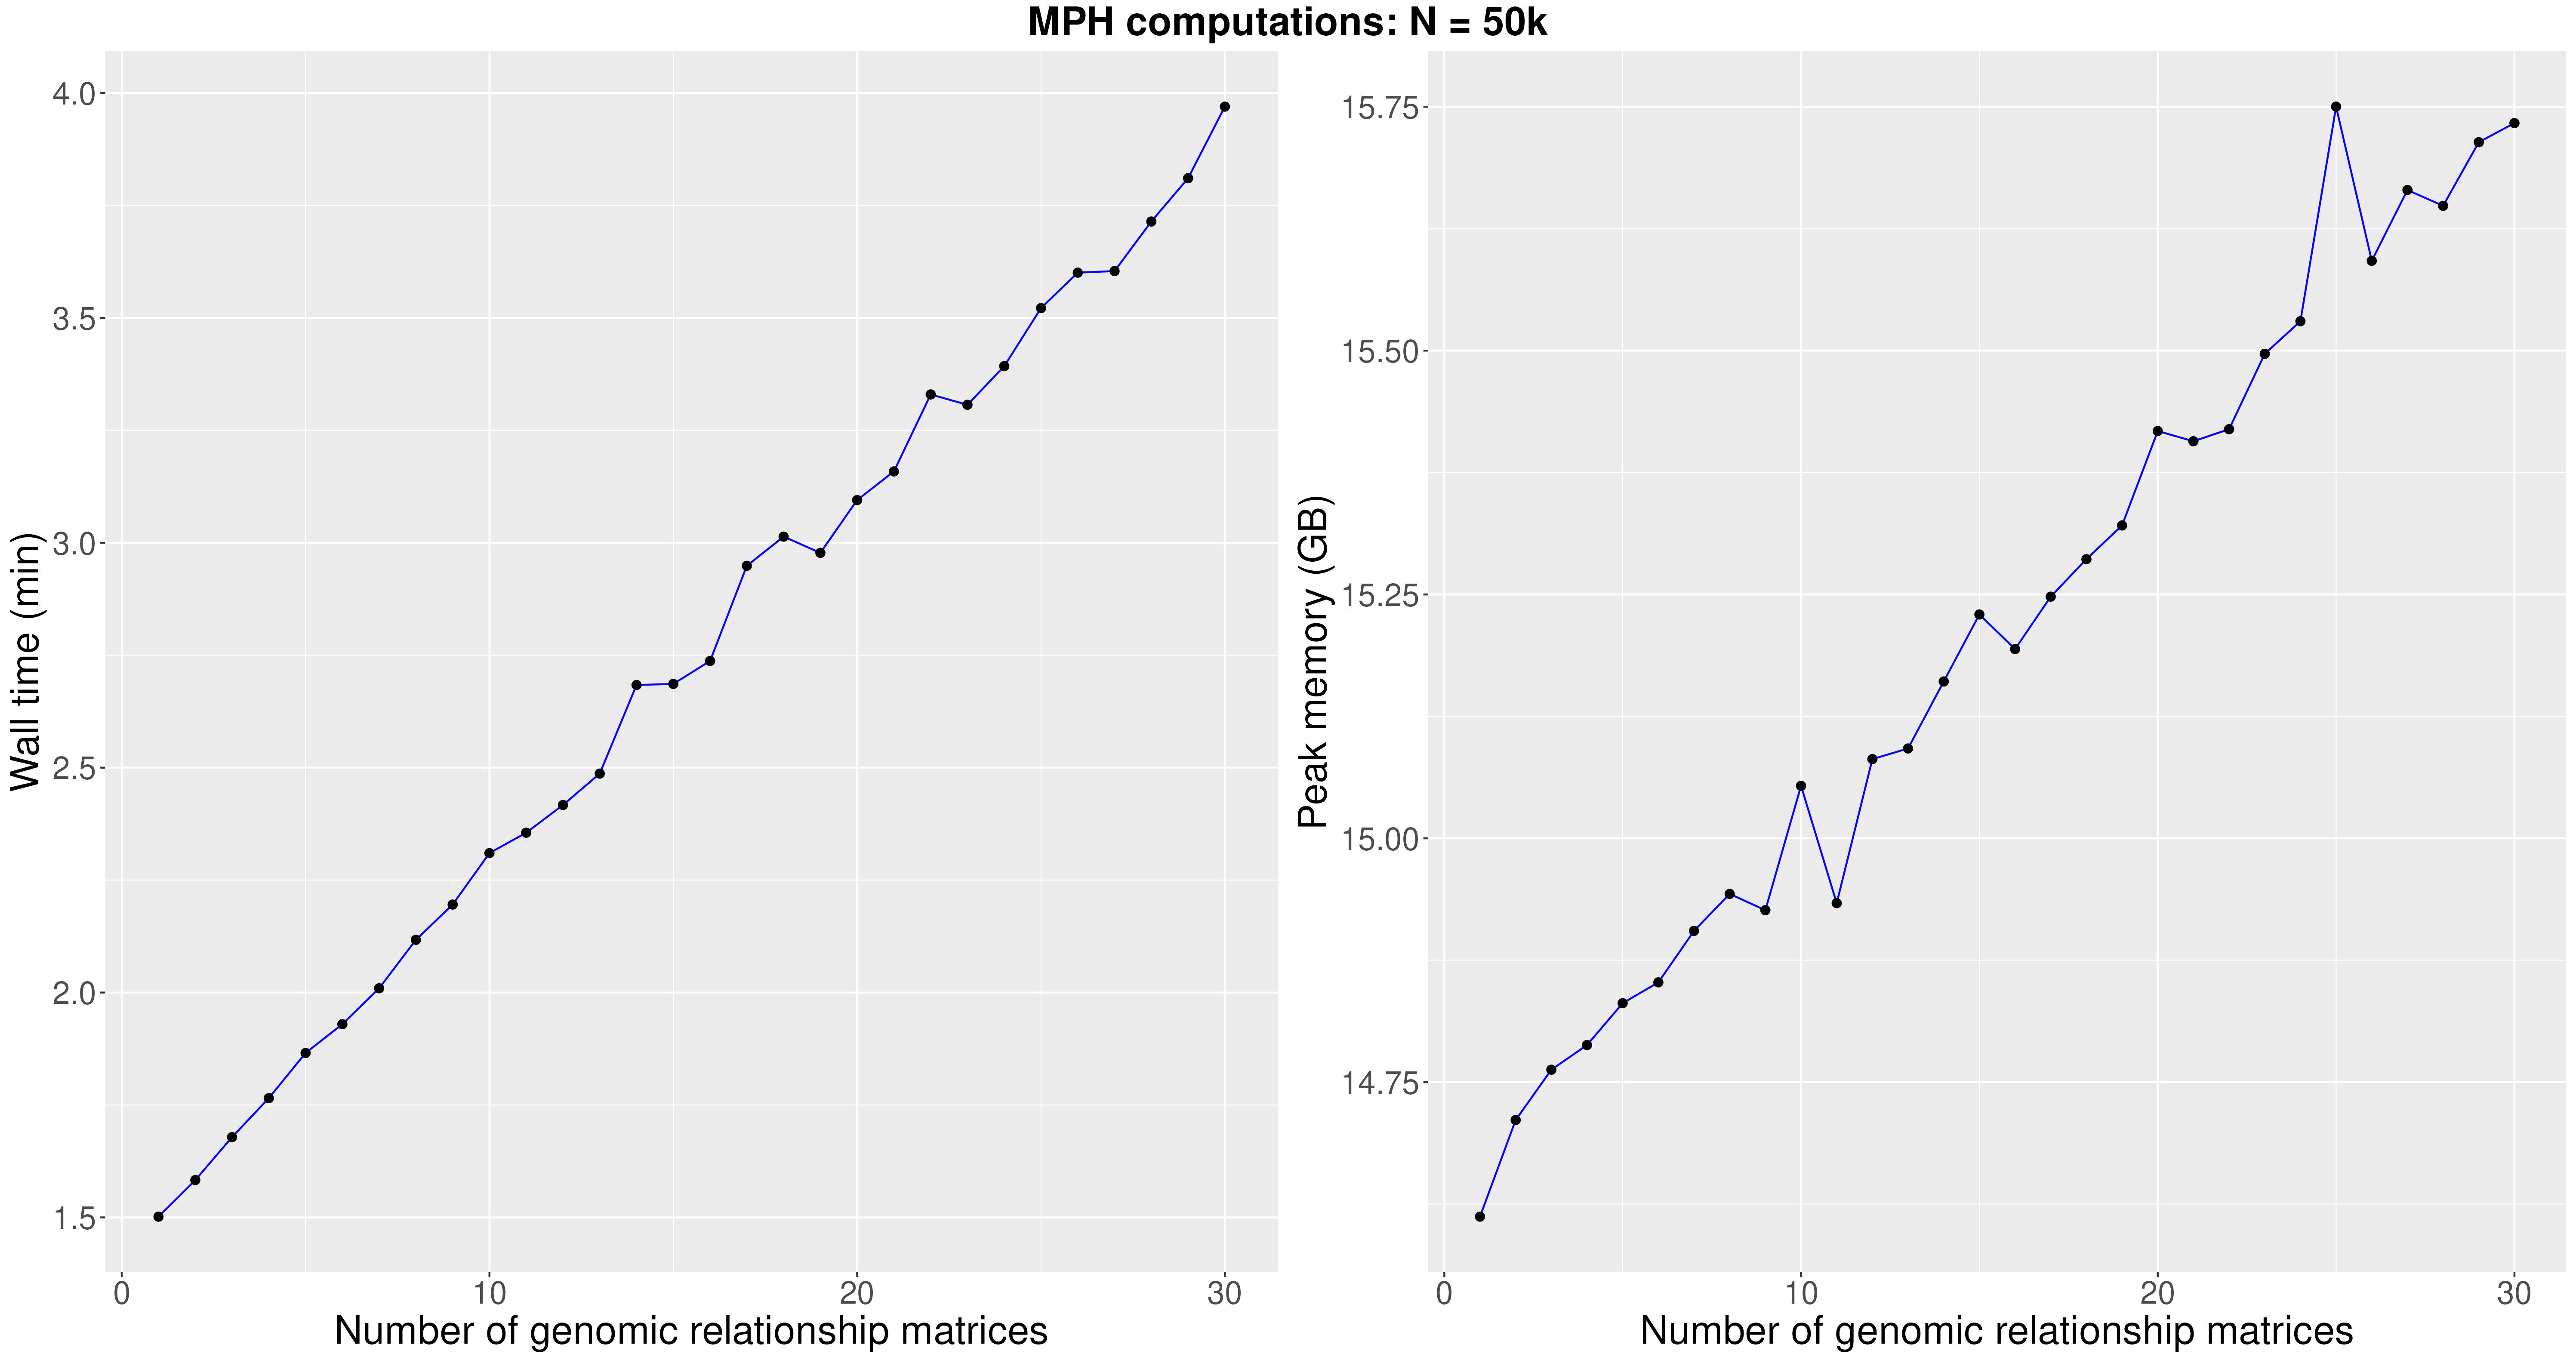 MPH computations: N = 50k
Wall time (min)
4.0
3.5
3.0
2.5
2.0
1.5
0 10 20 30
Number of genomic relationship matrices
Peak memory (GB)
15.75
15.50
15.25
15.00
14.75
0 10 20 30
Number of genomic relationship matrices